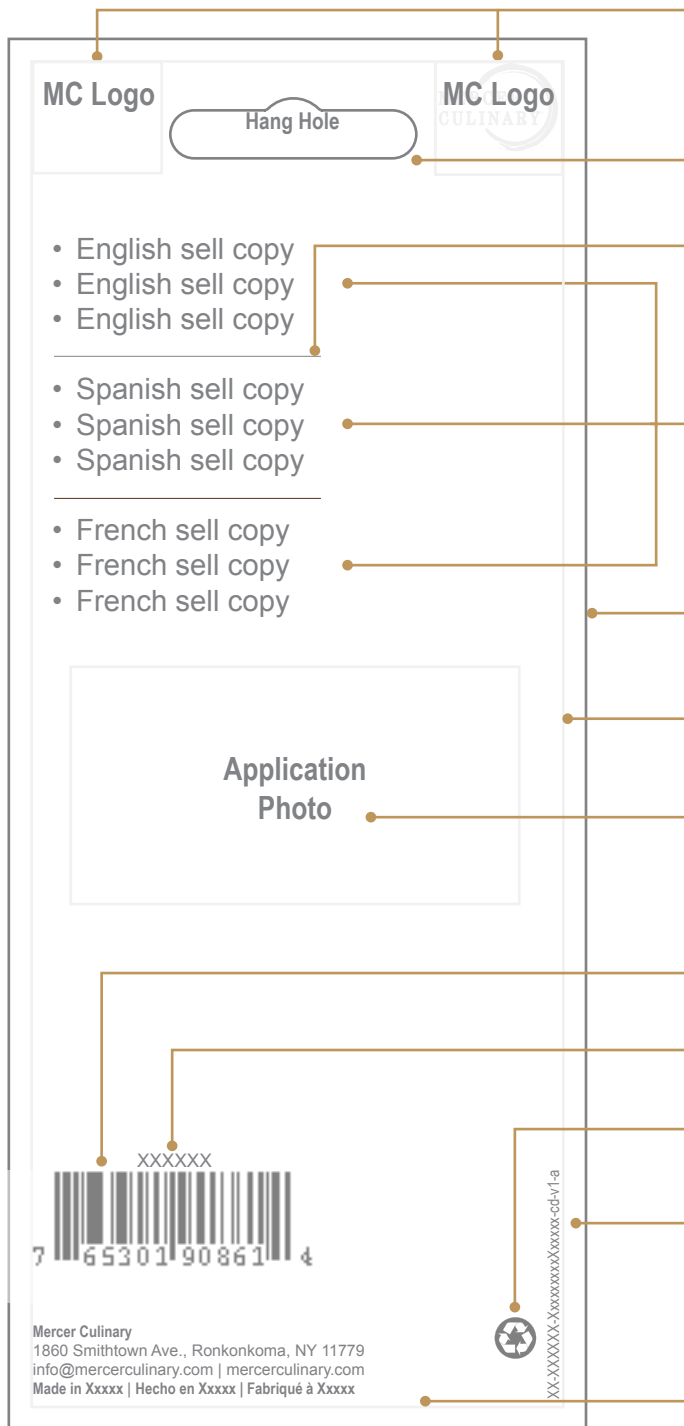 MC Logo
Hang Hole
MC Logo
CULINARY
• English sell copy
• English sell copy
• English sell copy
• Spanish sell copy
• Spanish sell copy
• Spanish sell copy
• French sell copy
• French sell copy
• French sell copy
Application
Photo
XXXXXX
7 65301 90861 4
XX-XXXXXX-XxxxxxxxXxxxxx-cd-v1-a
Mercer Culinary
1860 Smithtown Ave., Ronkonkoma, NY 11779
info@mercerculinary.com | mercerculinary.com
Made in Xxxxx | Hecho en Xxxxx | Fabriqué à Xxxxx